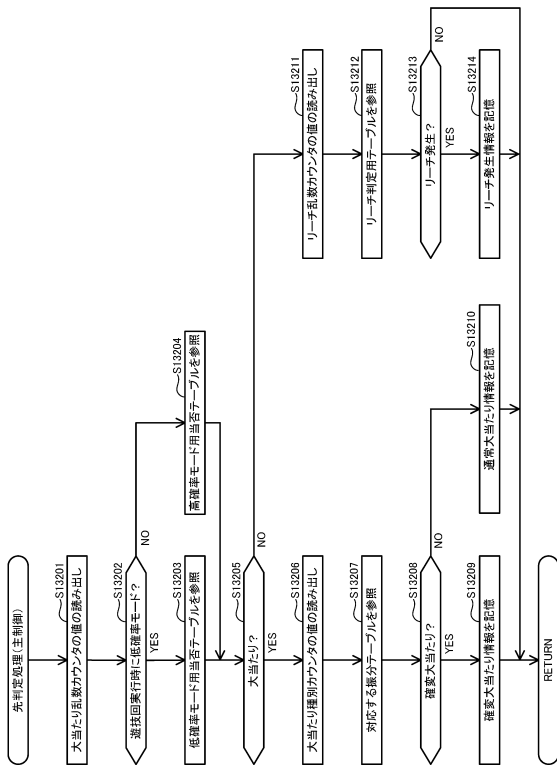 先判定処理(主制御)
S13201
大当たり乱数カウンタの値の読み出し
S13202
遊技回実行時に低確率モード?
NO
YES
S13203
低確率モード用当否テーブルを参照
S13204
高確率モード用当否テーブルを参照
S13205
大当たり?
NO
YES
S13206
大当たり種別カウンタの値の読み出し
S13207
対応する振分テーブルを参照
S13208
確変大当たり?
NO
YES
S13209
確変大当たり情報を記憶
S13210
通常大当たり情報を記憶
S13211
リーチ乱数カウンタの値の読み出し
S13212
リーチ判定用テーブルを参照
S13213
リーチ発生?
NO
YES
S13214
リーチ発生情報を記憶
RETURN